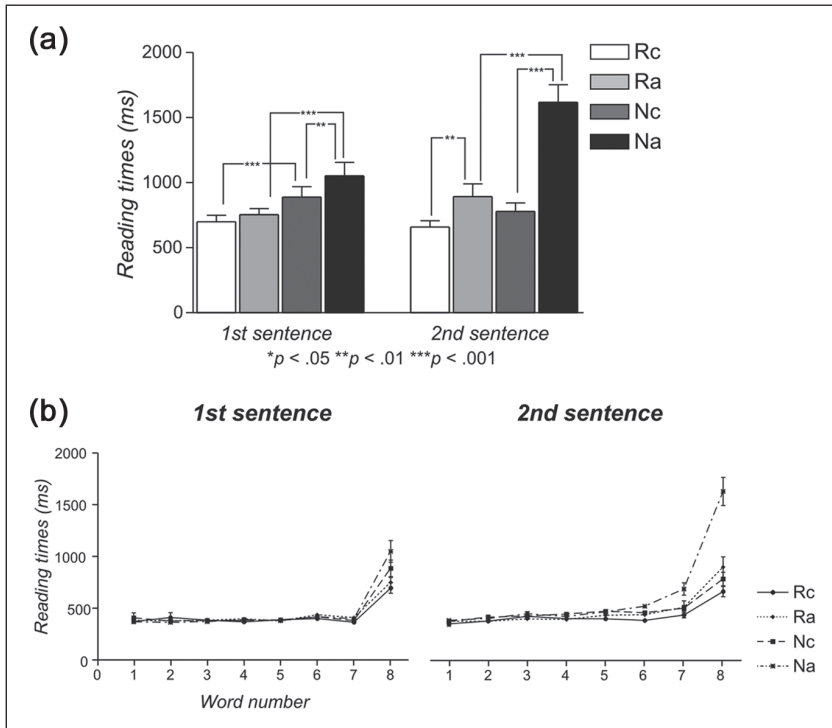 (a)
Reading times (ms)
2000
1500
1000
500
0
***
***
**
**
***
***
Rc
Ra
Nc
Na
1st sentence 2nd sentence
*p < .05 **p < .01 ***p < .001
(b)
1st sentence 2nd sentence
Reading times (ms)
2000
1500
1000
500
0
0 1 2 3 4 5 6 7 8 1 2 3 4 5 6 7 8
Word number
Rc
Ra
Nc
Na